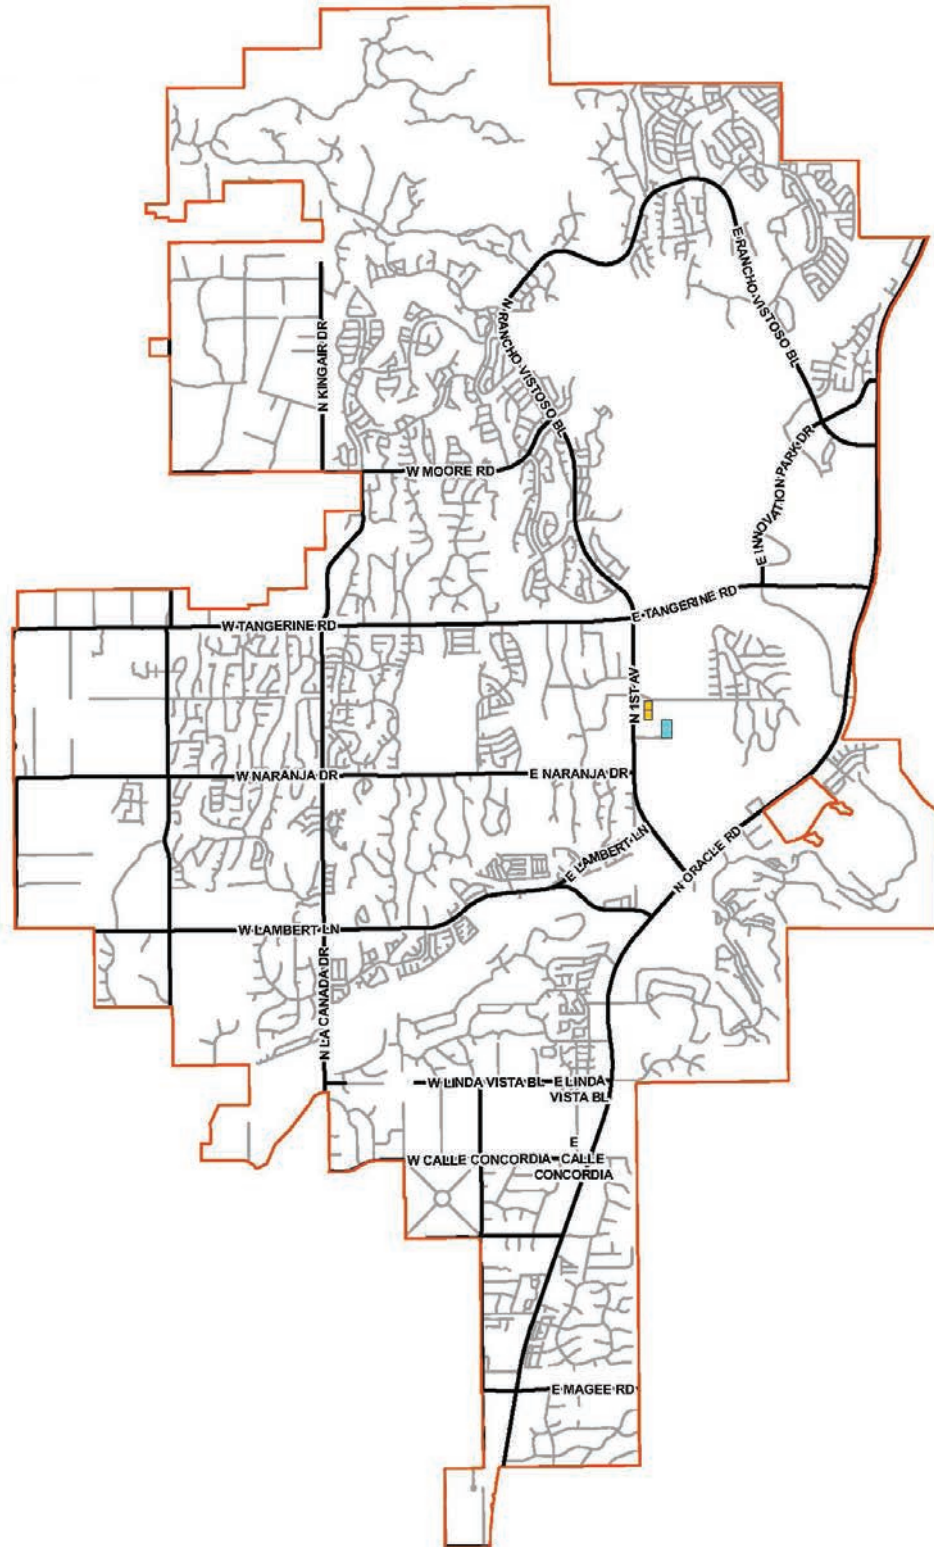 E RANCHO VISTOSO BL
N RANCHO VISTOSO BL
N KINGAIR DR
E INNOVATION PARK DR
W MOORE RD
W TANGERINE RD
E TANGERINE RD
N 1ST AV
W NARANJA DR
E NARANJA DR
E LAMBERT LN
N ORACLE RD
W LAMBERT LN
N LA CANADA DR
W LINDA VISTA BL
E LINDA
VISTA BL
W CALLE CONCORDIA
E
CALLE
CONCORDIA
E MAGEE RD